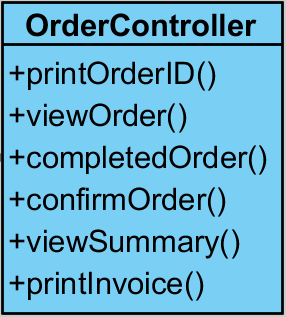 OrderController
+printOrderID()
+viewOrder()
+completedOrder()
+confirmOrder()
+viewSummary()
+printInvoice()